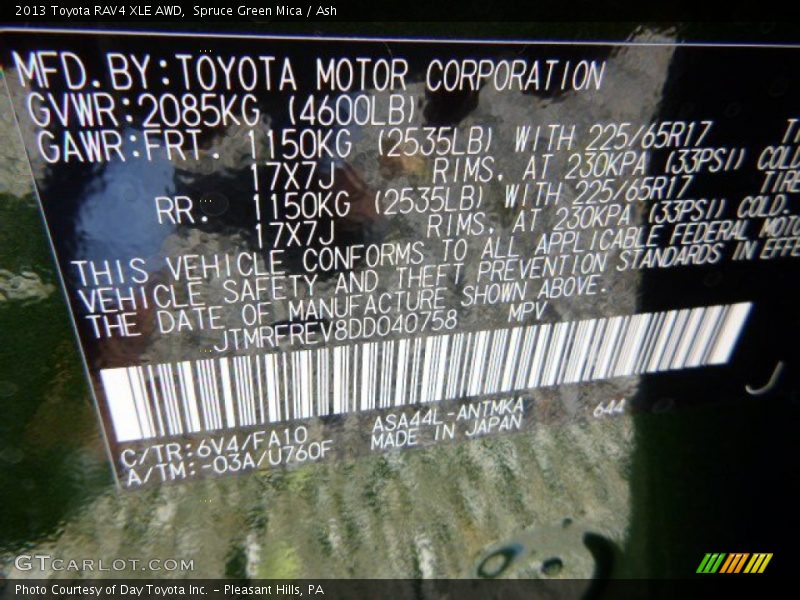 2013 Toyota RAV4 XLE AWD,  Spruce Green Mica / Ash
MFD.BY:TOYOTA MOTOR CORPORATION
GVWR:2085KG (4600LB)
GAWR:FRT. 1150KG (2535LB) WITH 225/65R17
17X7J RIMS, AT 230KPA (33PSI) COLD
RR. 1150KG (2535LB) WITH 225/65R17 TIRE
17X7J RIMS, AT 230KPA (33PSI) COLD.
THIS VEHICLE CONFORMS TO ALL APPLICABLE FEDERAL MOTO
VEHICLE SAFETY AND THEFT PREVENTION STANDARDS IN EFFE
THE DATE OF MANUFACTURE SHOWN ABOVE.
JTMRFREV8DD040758 MPV
C/TR:6V4/FA10 ASA44L-ANTMKA 644
A/TM:-03A/U760F MADE IN JAPAN
GTCARLOT.COM
Photo Courtesy of Day Toyota Inc. - Pleasant Hills, PA